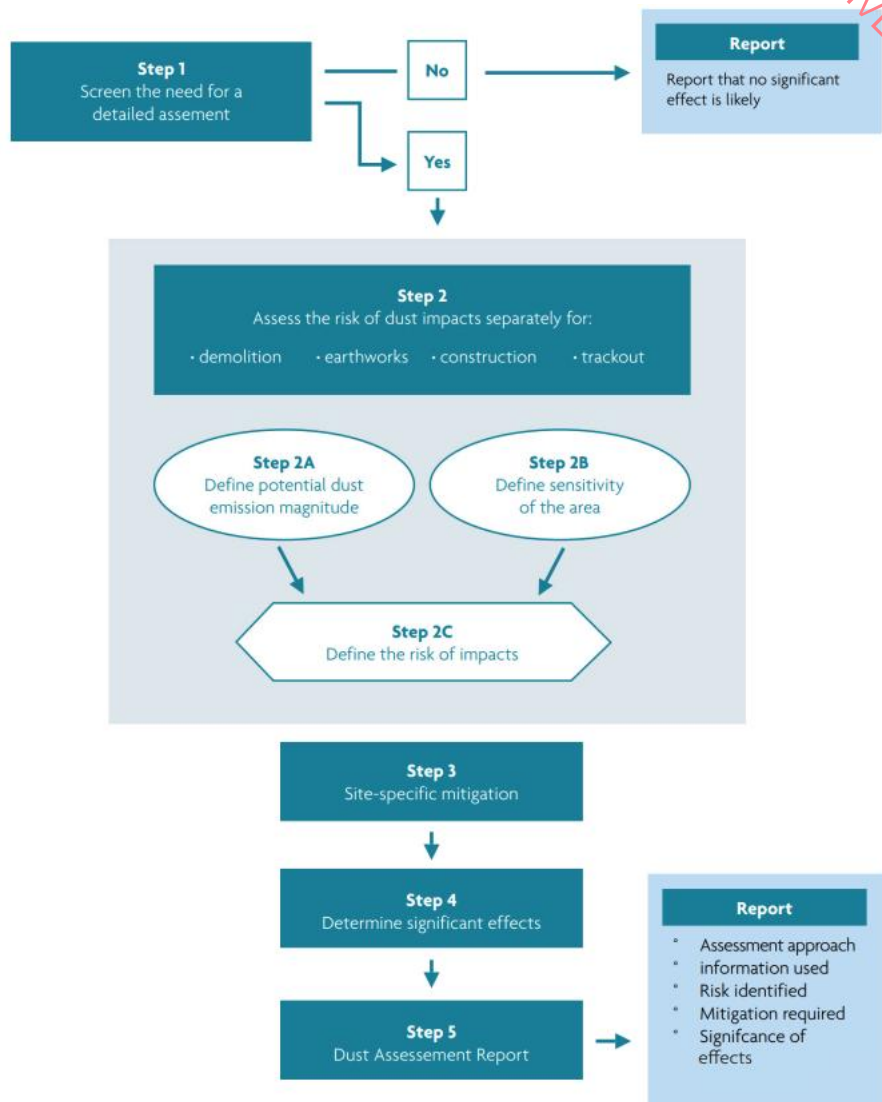 Step 1
Screen the need for a
detailed assement
No
Report
Report that no significant
effect is likely
Yes
Step 2
Assess the risk of dust impacts separately for:
· demolition · earthworks · construction · trackout
Step 2A
Define potential dust
emission magnitude
Step 2B
Define sensitivity
of the area
Step 2C
Define the risk of impacts
Step 3
Site-specific mitigation
Step 4
Determine significant effects
Step 5
Dust Assessement Report
Report
° Assessment approach
° information used
° Risk identified
° Mitigation required
° Signifcance of
effects